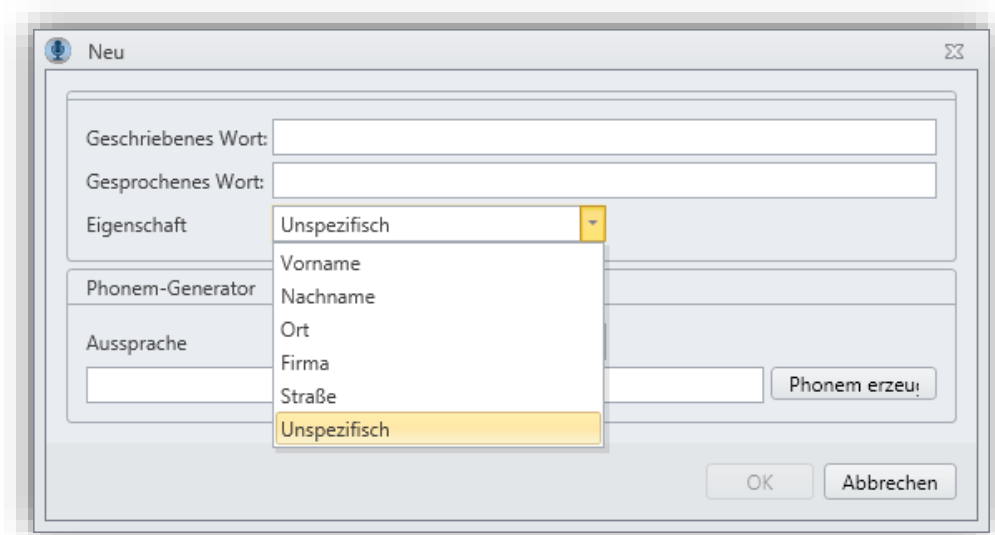 Neu
Geschriebenes Wort:
Gesprochenes Wort:
Eigenschaft Unspezifisch
Vorname
Phonem-Generator Nachname
Ort
Aussprache
Firma
Straße
Phonem erzeug
Unspezifisch
OK Abbrechen